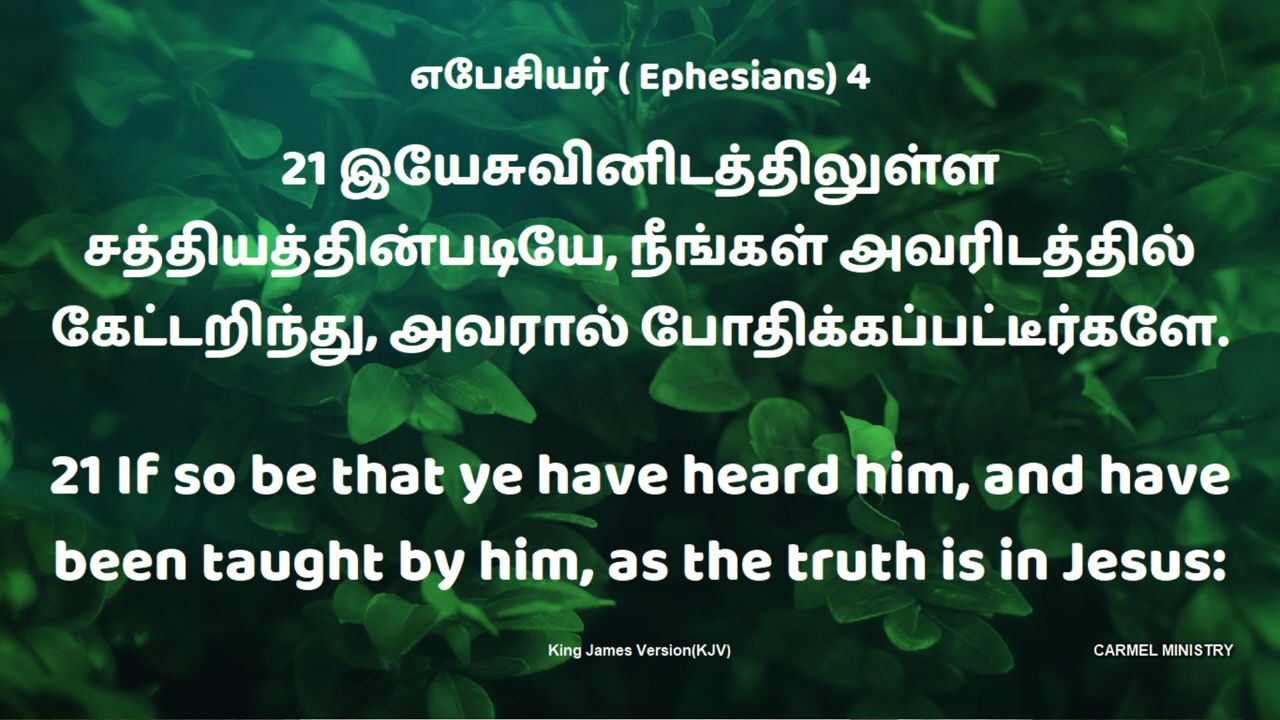 எபேசியர் ( Ephesians) 4
21 இயேசுவினிடத்திலுள்ள
சத்தியத்தின்படியே, நீங்கள் அவரிடத்தில்
கேட்டறிந்து, அவரால் போதிக்கப்பட்டீர்களே.
21 If so be that ye have heard him, and have
been taught by him, as the truth is in Jesus:
King James Version(KJV)
CARMEL MINISTRY